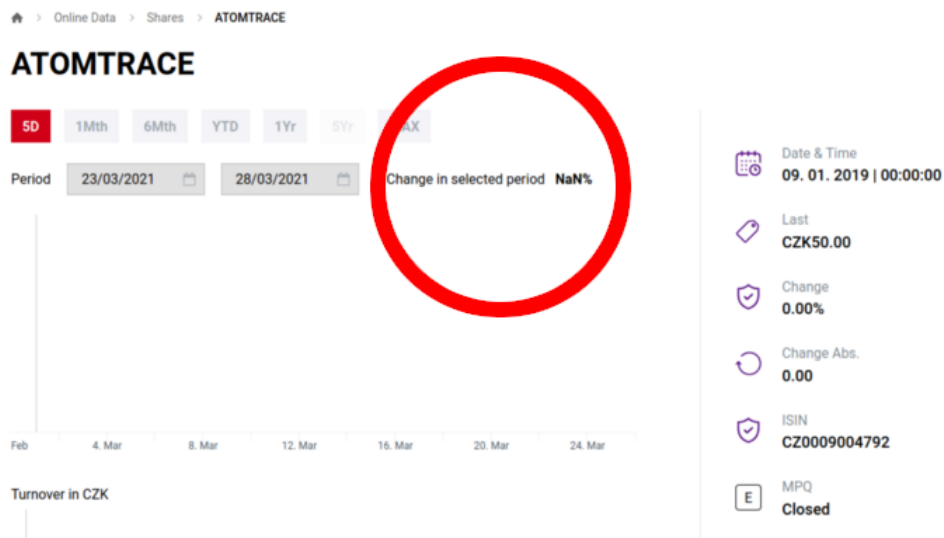 Online Data > Shares > ATOMTRACE
ATOMTRACE
5D 1Mth 6Mth YTD 1Yr 5Yr AX
Period 23/03/2021 28/03/2021 Change in selected period NaN%
Feb 4. Mar 8. Mar 12. Mar 16. Mar 20. Mar 24. Mar
Turnover in CZK
Date & Time
09. 01. 2019 | 00:00:00
Last
CZK50.00
Change
0.00%
Change Abs.
0.00
ISIN
CZ0009004792
E MPQ
Closed